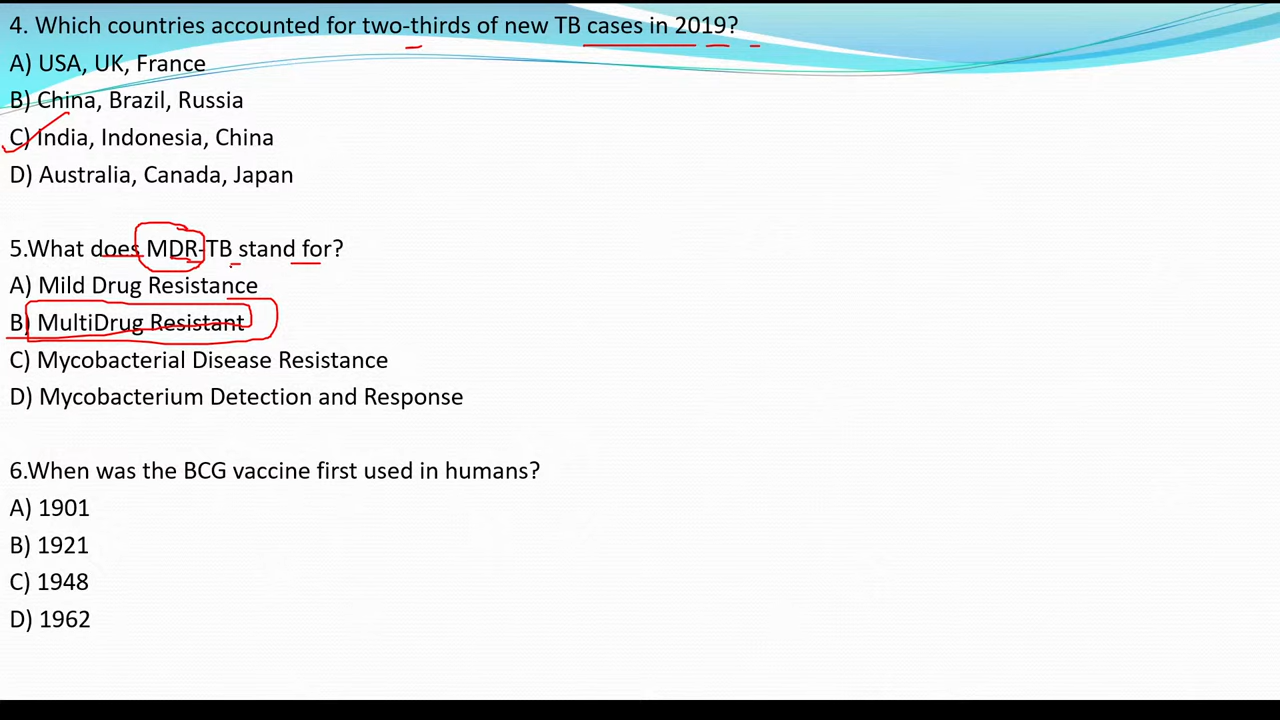 4. Which countries accounted for two-thirds of new TB cases in 2019?
A) USA, UK, France
B) China, Brazil, Russia
C) India, Indonesia, China
D) Australia, Canada, Japan
5.What does MDR-TB stand for?
A) Mild Drug Resistance
B) MultiDrug Resistant
C) Mycobacterial Disease Resistance
D) Mycobacterium Detection and Response
6.When was the BCG vaccine first used in humans?
A) 1901
B) 1921
C) 1948
D) 1962